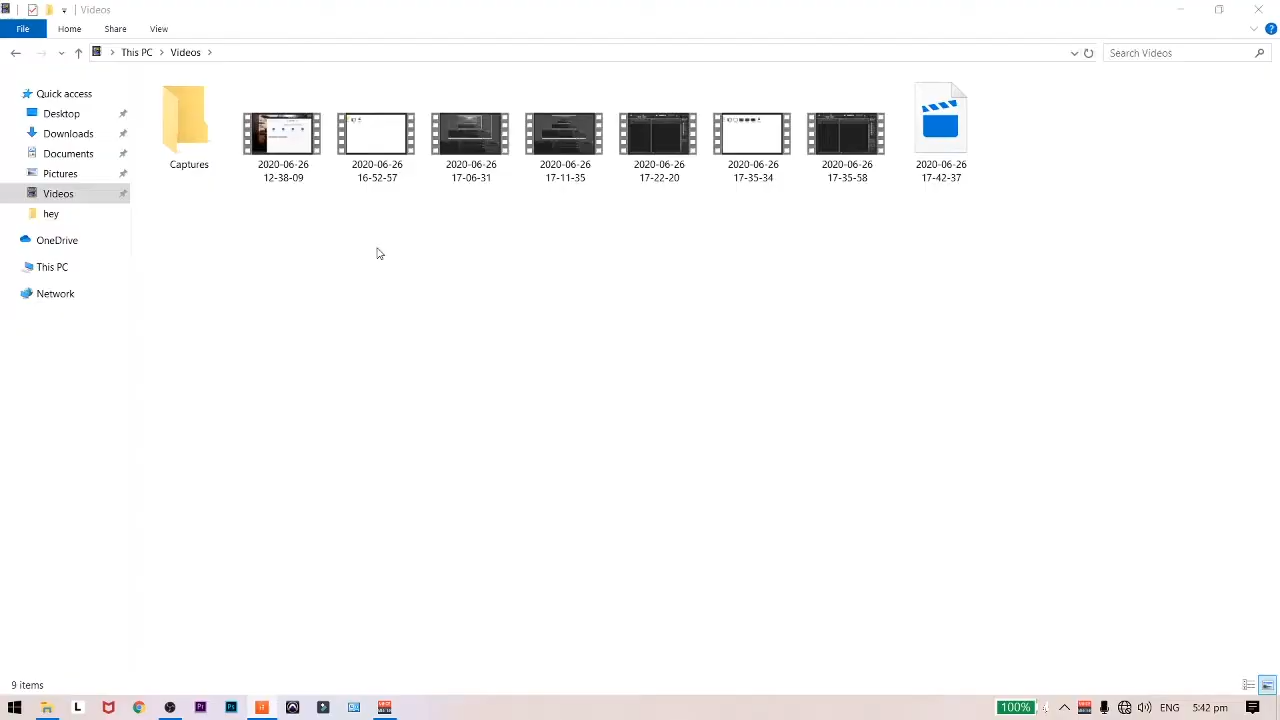 Videos
File Home Share View
This PC Videos
Search Videos
Quick access
Desktop
Downloads
Documents
Pictures
Videos
hey
OneDrive
This PC
Network
Captures
2020-06-26
12-38-09
2020-06-26
16-52-57
2020-06-26
17-06-31
2020-06-26
17-11-35
2020-06-26
17-22-20
2020-06-26
17-35-34
2020-06-26
17-35-58
2020-06-26
17-42-37
9 items
L Pr Ps
100% ENG 5:42 pm